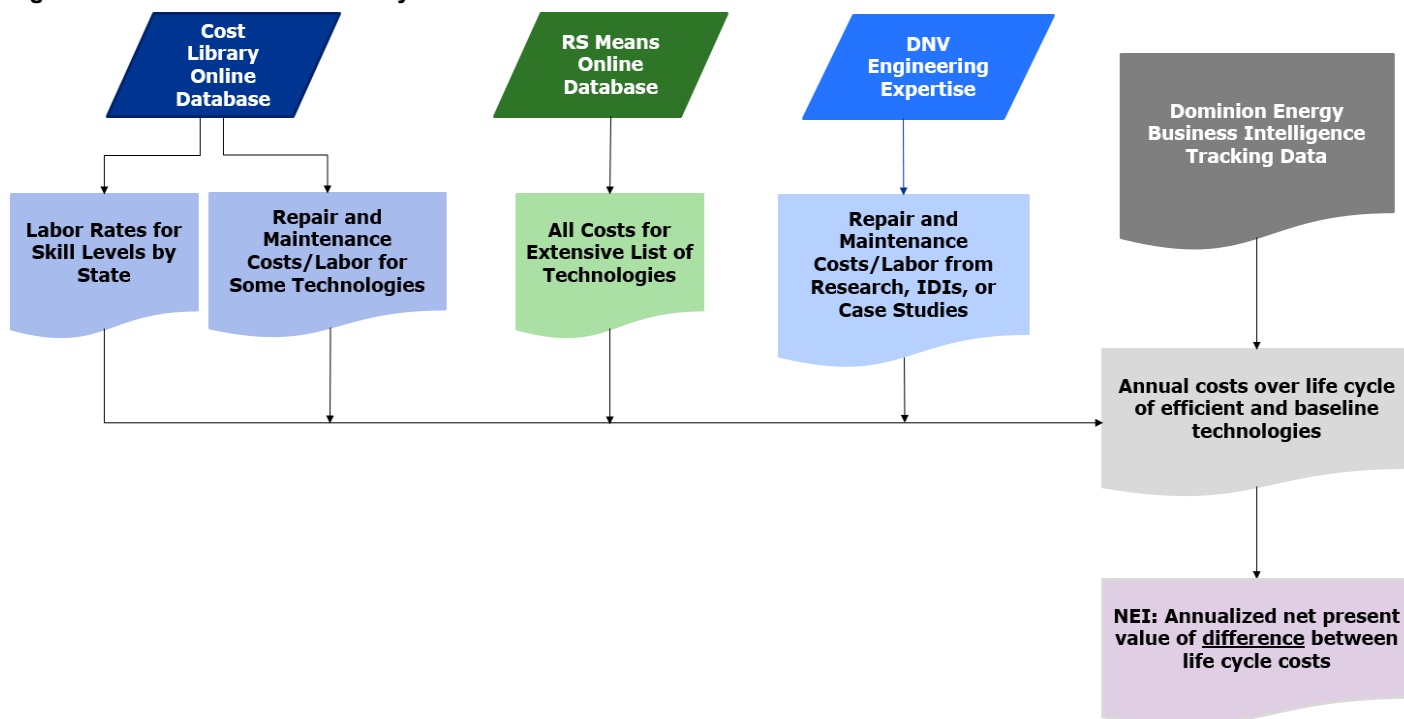 Cost
Library
Online
Database
RS Means
Online
Database
DNV
Engineering
Expertise
Dominion Energy
Business Intelligence
Tracking Data
Labor Rates for
Skill Levels by
State
Repair and
Maintenance
Costs/Labor for
Some Technologies
All Costs for
Extensive List of
Technologies
Repair and
Maintenance
Costs/Labor from
Research, IDIs, or
Case Studies
Annual costs over life cycle
of efficient and baseline
technologies
NEI: Annualized net present
value of difference between
life cycle costs